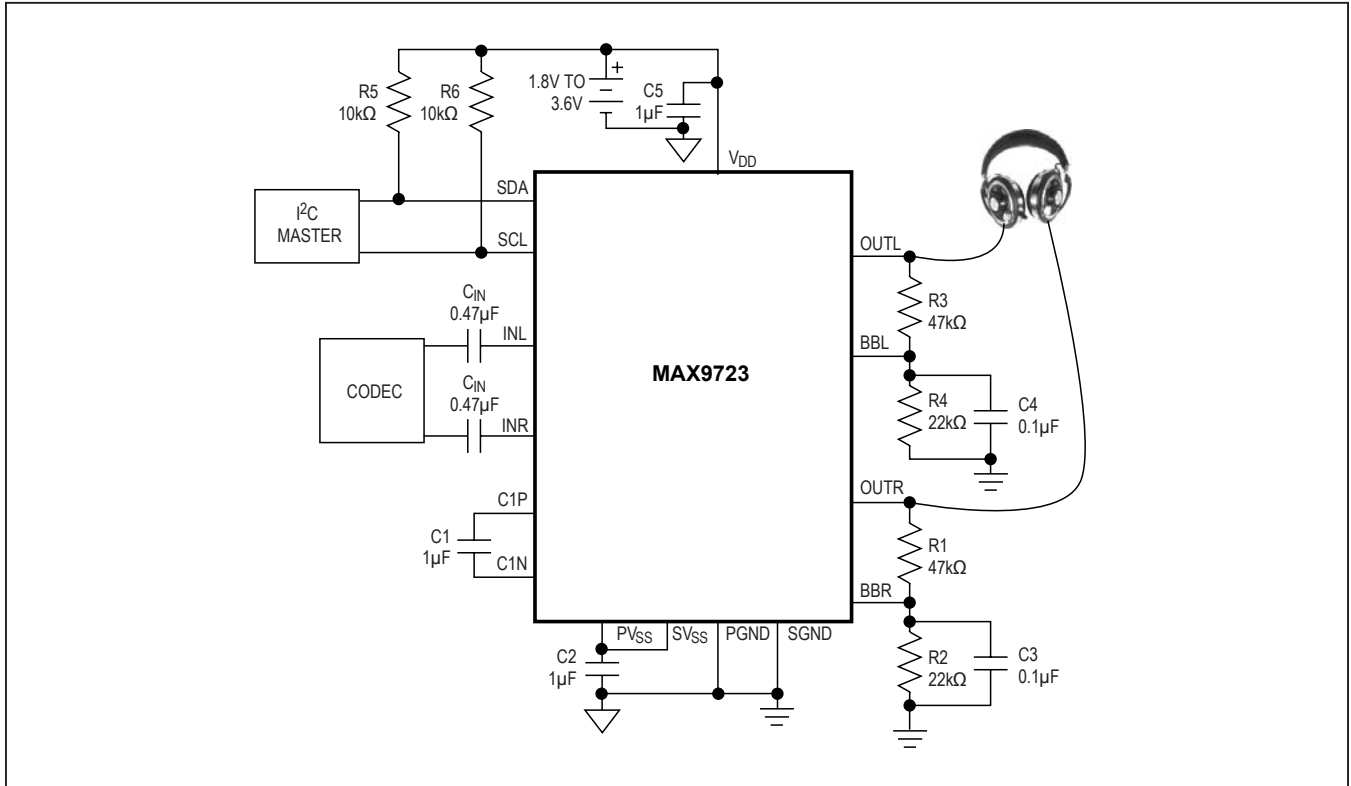 R5
10kΩ
R6
10kΩ
1.8V TO
3.6V
+
C5
1µF
VDD
I²C
MASTER
SDA
SCL
CIN
0.47µF
INL
CODEC
CIN
0.47µF
INR
C1P
C1
1µF
C1N
MAX9723
OUTL
R3
47kΩ
BBL
R4
22kΩ
C4
0.1µF
OUTR
R1
47kΩ
BBR
R2
22kΩ
C3
0.1µF
PVSS
SVSS
PGND
SGND
C2
1µF